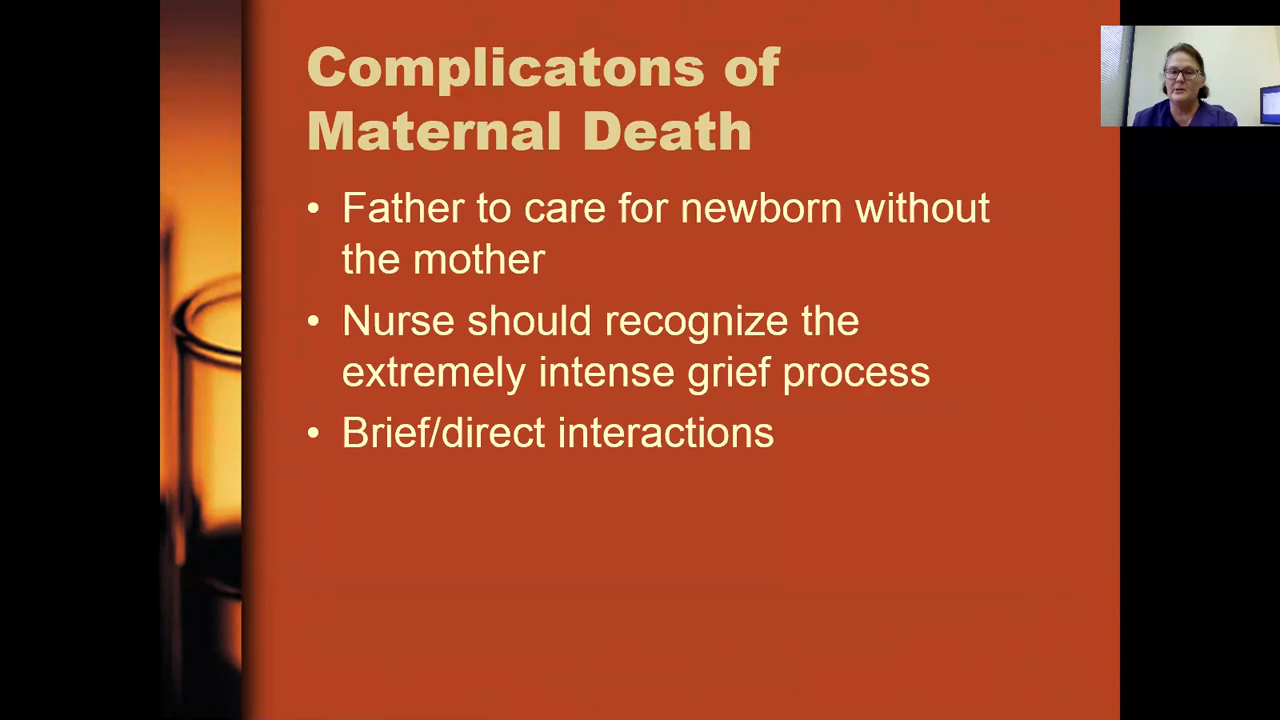 Complicatons of
Maternal Death
• Father to care for newborn without
the mother
• Nurse should recognize the
extremely intense grief process
• Brief/direct interactions